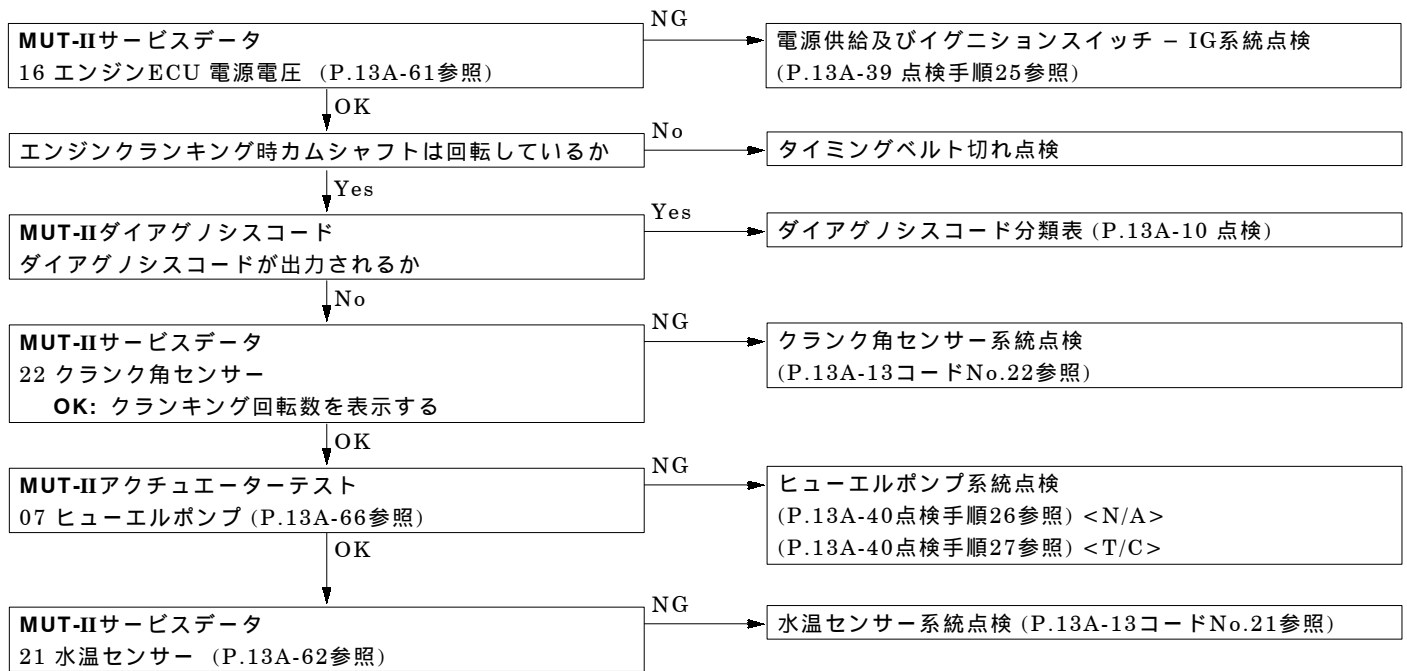 MUT-IIサービスデータ
16 エンジンECU 電源電圧 (P.13A-61参照)
NG
電源供給及びイグニションスイッチ – IG系統点検
(P.13A-39 点検手順25参照)
OK
エンジンクランキング時カムシャフトは回転しているか
No
タイミングベルト切れ点検
Yes
MUT-IIダイアグノシスコード
ダイアグノシスコードが出力されるか
Yes
ダイアグノシスコード分類表 (P.13A-10 点検)
No
MUT-IIサービスデータ
22 クランク角センサー
OK: クランキング回転数を表示する
NG
クランク角センサー系統点検
(P.13A-13コードNo.22参照)
OK
MUT-IIアクチュエーターテスト
07 ヒューエルポンプ (P.13A-66参照)
NG
ヒューエルポンプ系統点検
(P.13A-40点検手順26参照) <N/A>
(P.13A-40点検手順27参照) <T/C>
OK
MUT-IIサービスデータ
21 水温センサー (P.13A-62参照)
NG
水温センサー系統点検 (P.13A-13コードNo.21参照)